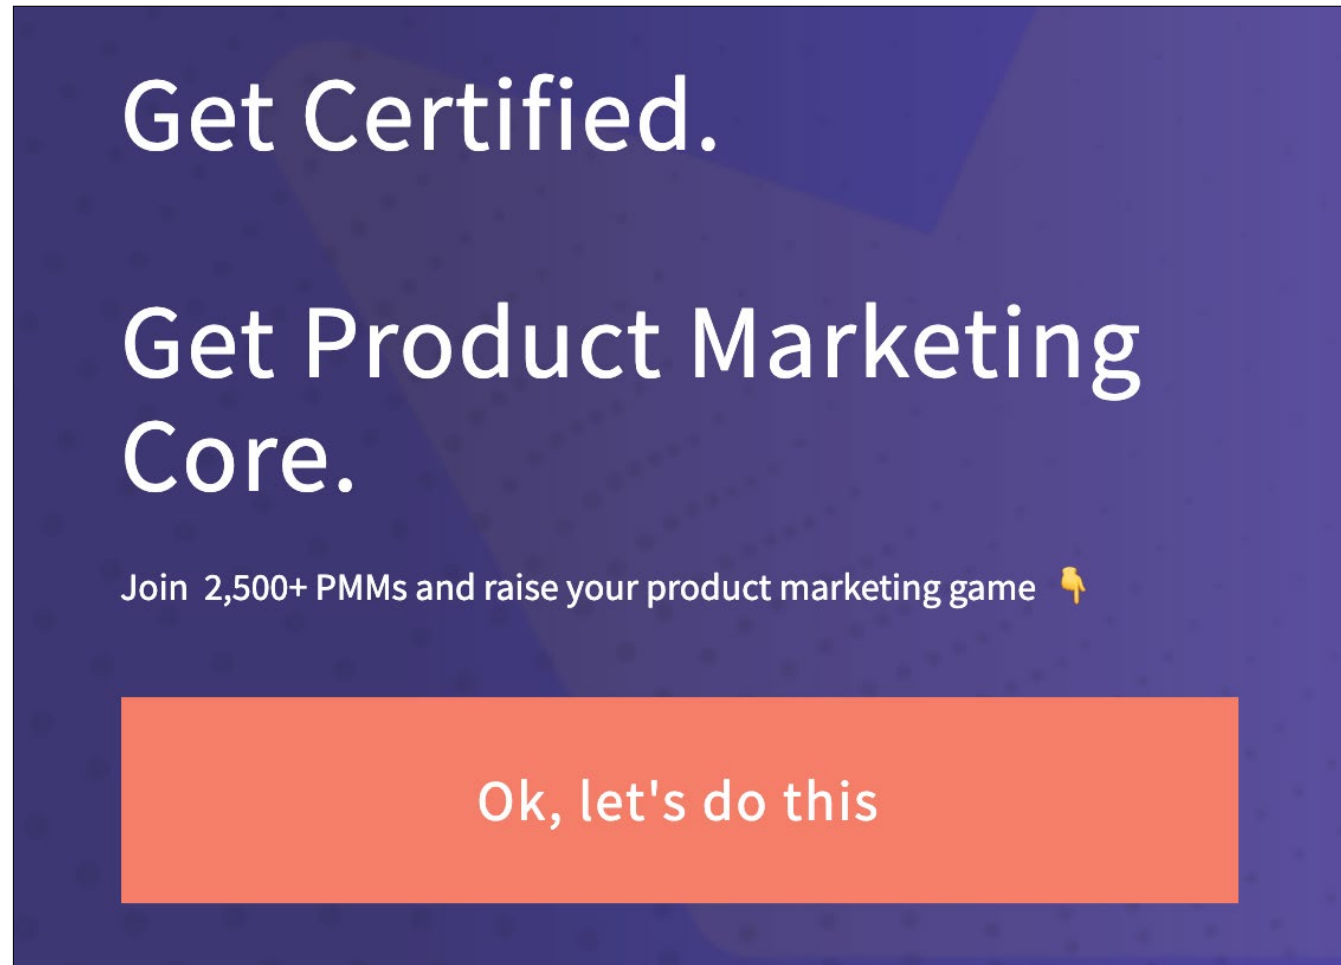 Get Certified.
Get Product Marketing
Core.
Join 2,500+ PMMs and raise your product marketing game 👇
Ok, let's do this